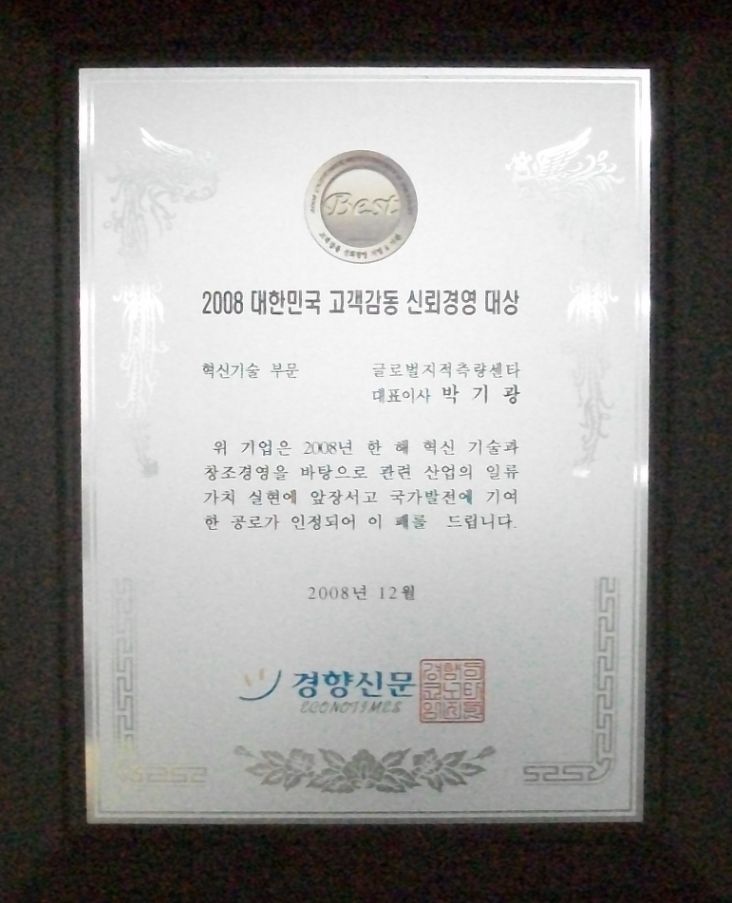 Best
2008 대한민국 고객감동 신뢰경영 대상
혁신기술 부문 글로벌지적측량센타
대표이사 박 기 광
위 기업은 2008년 한 해 혁신 기술과
창조경영을 바탕으로 관련 산업의 일류
가치 실현에 앞장서고 국가발전에 기여
한 공로가 인정되어 이 패를 드립니다.
2008년 12월
경향신문
ECONOTIMES